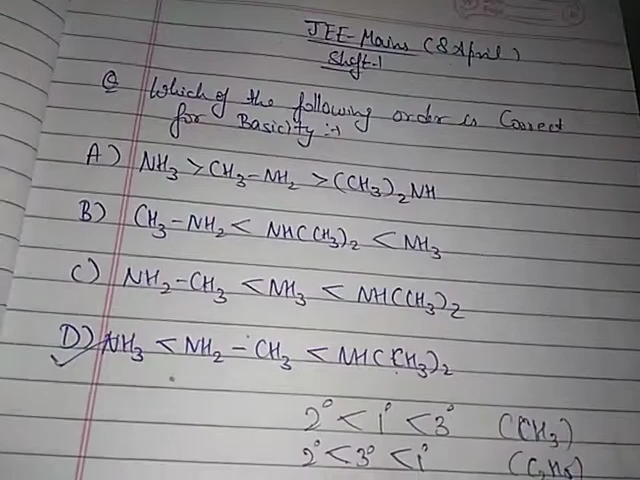 JEE-Mains (8 April)
Shift-1
Q Which of the following order is Correct
for Basicity :→
A) NH₃ > CH₃-NH₂ > (CH₃)₂NH
B) CH₃-NH₂ < NH(CH₃)₂ < NH₃
C) NH₂-CH₃ < NH₃ < NH(CH₃)₂
D) NH₃ < NH₂-CH₃ < NH(CH₃)₂
2° < 1° < 3° (CH₃)
2° < 3° < 1° (C₂H₅)